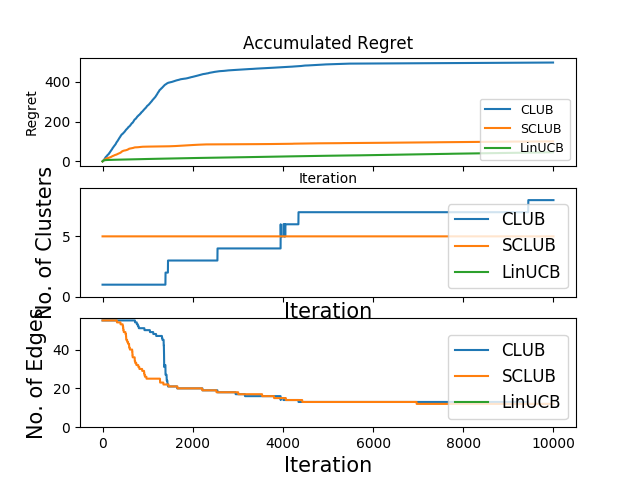 Accumulated Regret
Regret
400
200
0
CLUB
SCLUB
LinUCB
Iteration
No. of Clusters
5
0
CLUB
SCLUB
LinUCB
Iteration
No. of Edges
40
20
0
CLUB
SCLUB
LinUCB
0 2000 4000 6000 8000 10000
Iteration